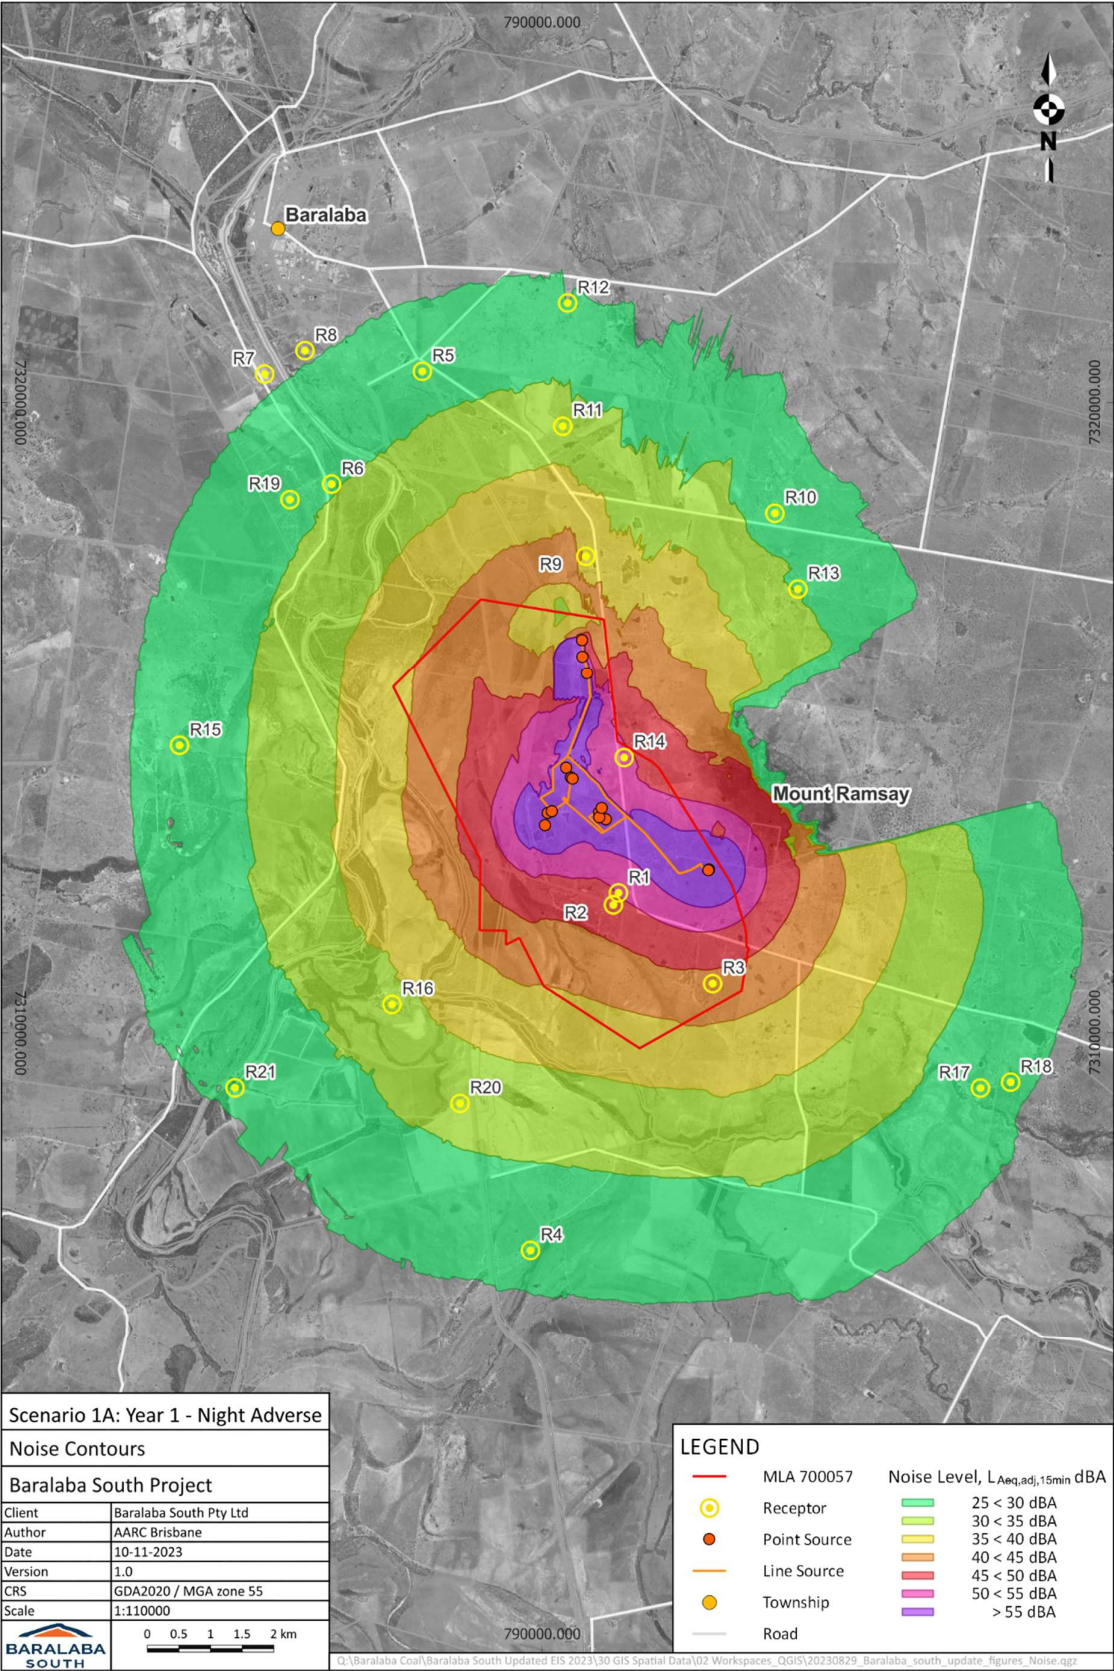 790000.000
N
Baralaba
R12
R8
R7
R5
7320000.000
7320000.000
R11
R6
R19
R10
R9
R13
R15
R14
Mount Ramsay
R1
R2
R3
R16
7310000.000
7310000.000
R21
R20
R17
R18
R4
Scenario 1A: Year 1 - Night Adverse
Noise Contours
Baralaba South Project
Client Baralaba South Pty Ltd
Author AARC Brisbane
Date 10-11-2023
Version 1.0
CRS GDA2020 / MGA zone 55
Scale 1:110000
BARALABA
SOUTH
0 0.5 1 1.5 2 km
790000.000
LEGEND
MLA 700057
Receptor
Point Source
Line Source
Township
Road
Noise Level, LAeq,adj,15min dBA
25 < 30 dBA
30 < 35 dBA
35 < 40 dBA
40 < 45 dBA
45 < 50 dBA
50 < 55 dBA
> 55 dBA
Q:\Baralaba Coal\Baralaba South Updated EIS 2023\30 GIS Spatial Data\02 Workspaces_QGIS\20230829_Baralaba_south_update_figures_Noise.qgz